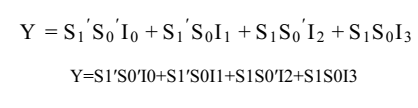 Y = S₁′S₀′I₀ + S₁′S₀I₁ + S₁S₀′I₂ + S₁S₀I₃
Y=S1′S0′I0+S1′S0I1+S1S0′I2+S1S0I3